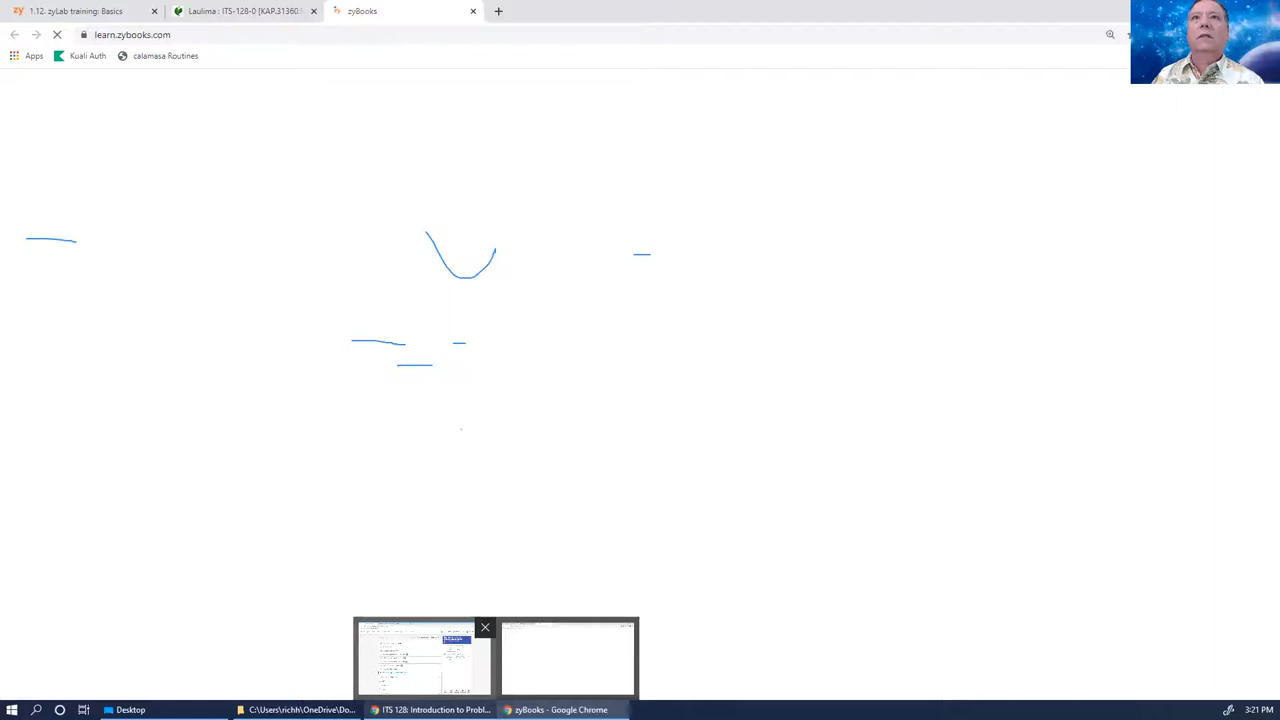 1.12. zyLab training: Basics
Laulima : ITS-128-0 [KAP.31360
zyBooks
learn.zybooks.com
Apps
Kuali Auth
calamasa Routines
Desktop
C:\Users\richh\OneDrive\Do...
ITS 128: Introduction to Probl...
zyBooks - Google Chrome
3:21 PM